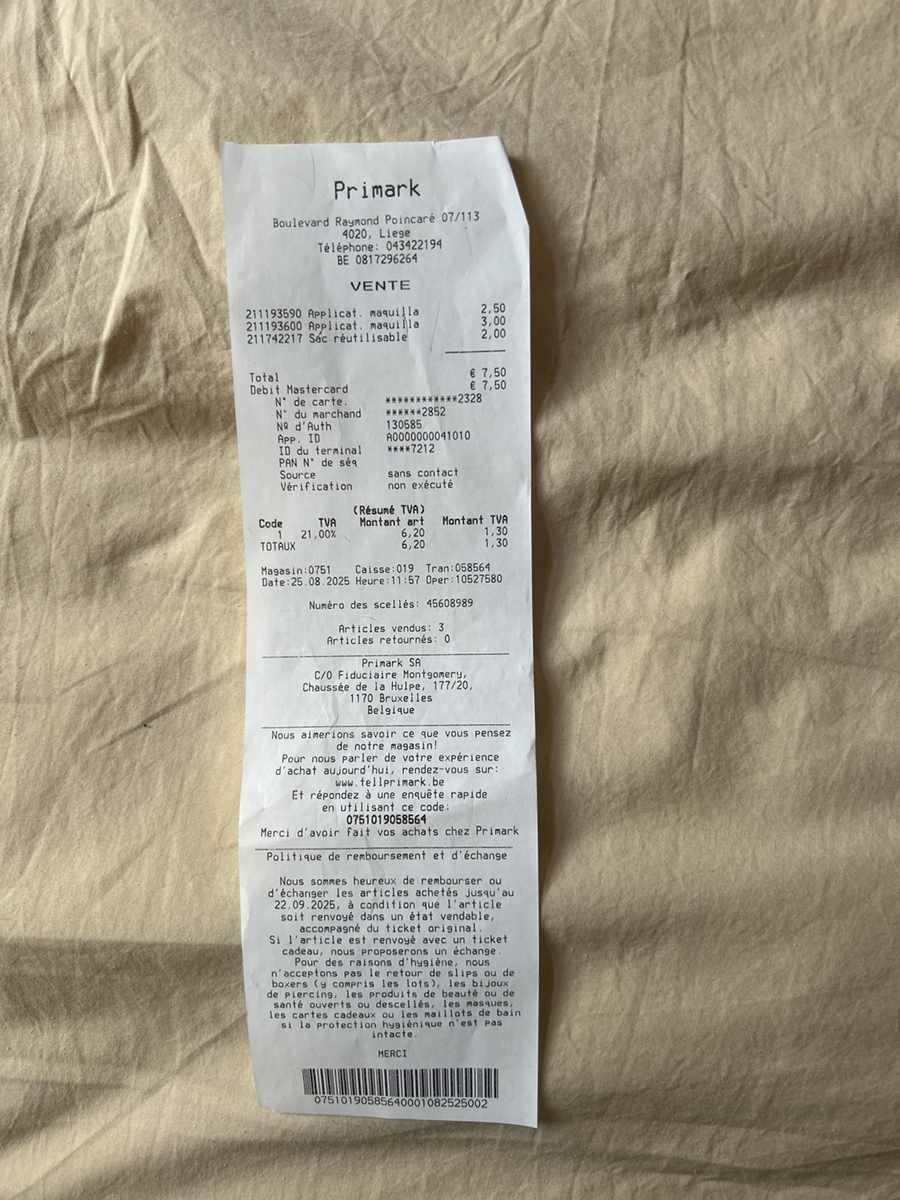 Primark
Boulevard Raymond Poincaré 07/113
4020, Liege
Téléphone: 043422194
BE 0817296264
VENTE
211193590 Applicat. maquilla 2,50
211193600 Applicat. maquilla 3,00
211742217 Sac réutilisable 2,00
Total € 7,50
Debit Mastercard € 7,50
N° de carte. ************2328
N° du marchand ******2852
Nº d'Auth 130585
App. ID A0000000041010
ID du terminal ****7212
PAN N° de séq
Source sans contact
Vérification non exécuté
(Résumé TVA)
Code TVA Montant art Montant TVA
1 21,00% 6,20 1,30
TOTAUX 6,20 1,30
Magasin:0751 Caisse:019 Tran:058564
Date:25.08.2025 Heure:11:57 Oper:10527580
Numéro des scellés: 45608989
Articles vendus: 3
Articles retournés: 0
Primark SA
C/O Fiduciaire Montgomery,
Chaussée de la Hulpe, 177/20,
1170 Bruxelles
Belgique
Nous aimerions savoir ce que vous pensez
de notre magasin!
Pour nous parler de votre expérience
d'achat aujourd'hui, rendez-vous sur:
www.tellprimark.be
Et répondez à une enquête rapide
en utilisant ce code:
0751019058564
Merci d'avoir fait vos achats chez Primark
Politique de remboursement et d'échange
Nous sommes heureux de rembourser ou
d'échanger les articles achetés jusqu'au
22.09.2025, à condition que l'article
soit renvoyé dans un état vendable,
accompagné du ticket original.
Si l'article est renvoyé avec un ticket
cadeau, nous proposerons un échange.
Pour des raisons d'hygiène, nous
n'acceptons pas le retour de slips ou de
boxers (y compris les lots), les bijoux
de piercing, les produits de beauté ou de
santé ouverts ou descellés, les masques,
les cartes cadeaux ou les maillots de bain
si la protection hygiénique n'est pas
intacte.
MERCI
07510190585640001082525002